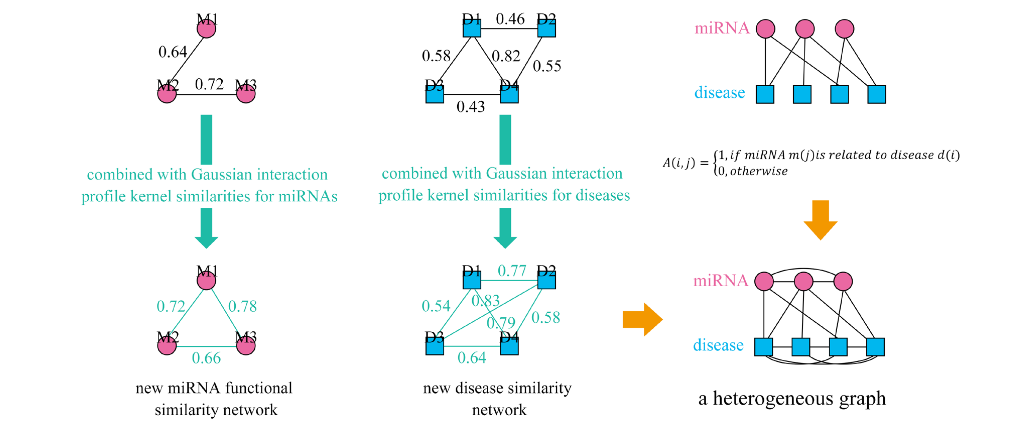 M1
0.64
M2
0.72
M3
combined with Gaussian interaction
profile kernel similarities for miRNAs
M1
0.72
0.78
M2
M3
0.66
new miRNA functional
similarity network
D1
0.46
D2
0.58
0.82
0.55
D3
D4
0.43
combined with Gaussian interaction
profile kernel similarities for diseases
D1
0.77
D2
0.54
0.83
0.79
0.58
D3
D4
0.64
new disease similarity
network
miRNA
disease
A(i, j) = {1, if miRNA m(j)is related to disease d(i)
0, otherwise
miRNA
disease
a heterogeneous graph